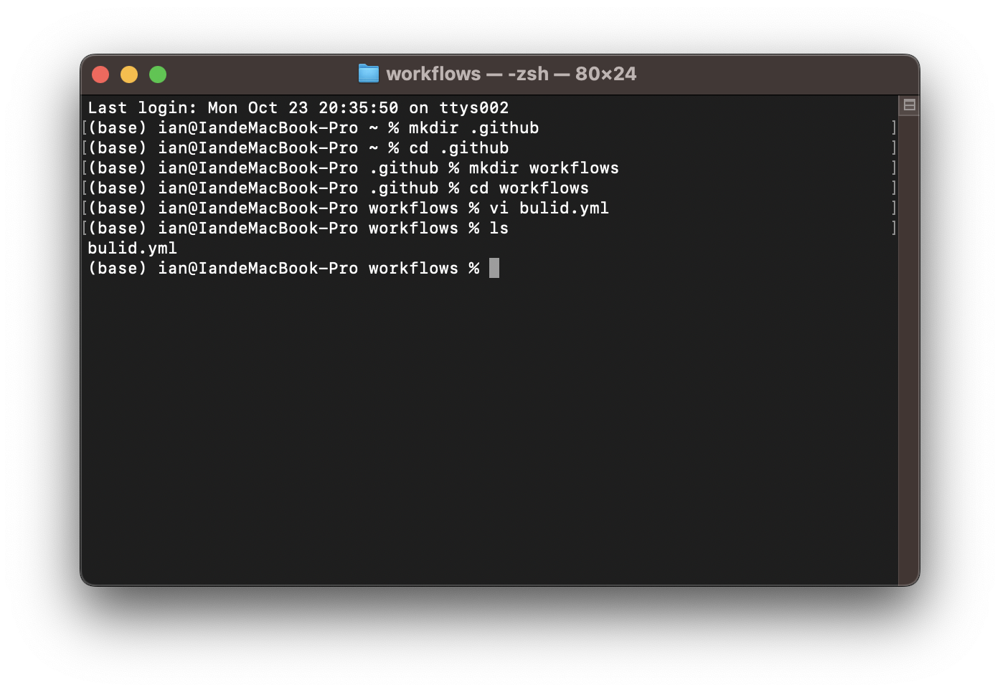 workflows — -zsh — 80×24
Last login: Mon Oct 23 20:35:50 on ttys002
[(base) ian@IandeMacBook-Pro ~ % mkdir .github ]
[(base) ian@IandeMacBook-Pro ~ % cd .github ]
[(base) ian@IandeMacBook-Pro .github % mkdir workflows ]
[(base) ian@IandeMacBook-Pro .github % cd workflows ]
[(base) ian@IandeMacBook-Pro workflows % vi bulid.yml ]
[(base) ian@IandeMacBook-Pro workflows % ls ]
bulid.yml
(base) ian@IandeMacBook-Pro workflows %